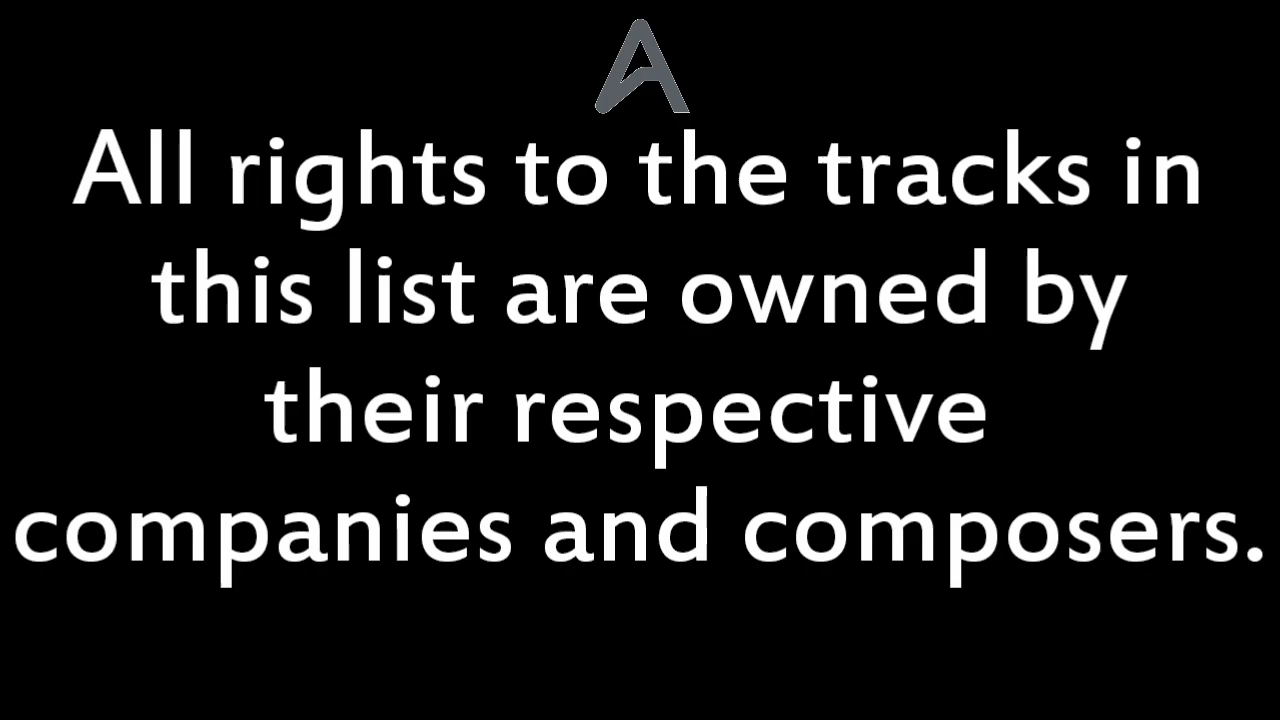 All rights to the tracks in
this list are owned by
their respective
companies and composers.